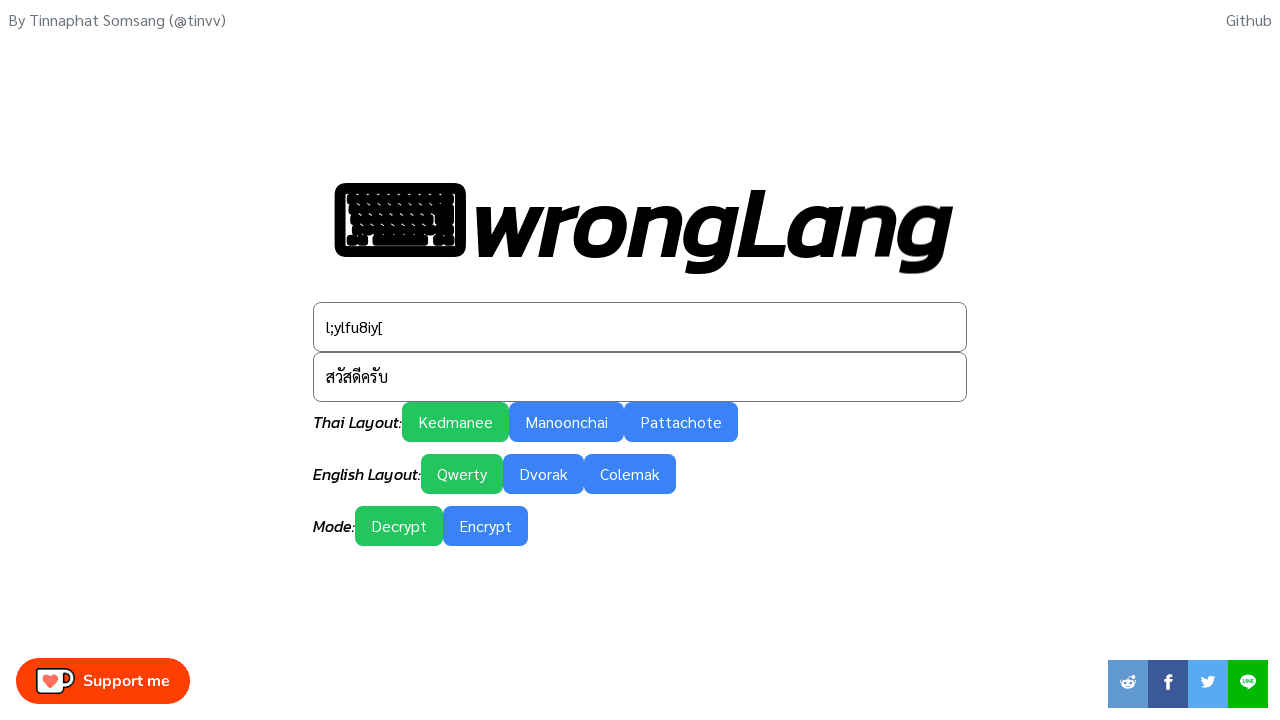 By Tinnaphat Somsang (@tinvv)
Github
wrongLang
l;ylfu8iy[
สวัสดีครับ
Thai Layout: Kedmanee Manoonchai Pattachote
English Layout: Qwerty Dvorak Colemak
Mode: Decrypt Encrypt
Support me
LINE